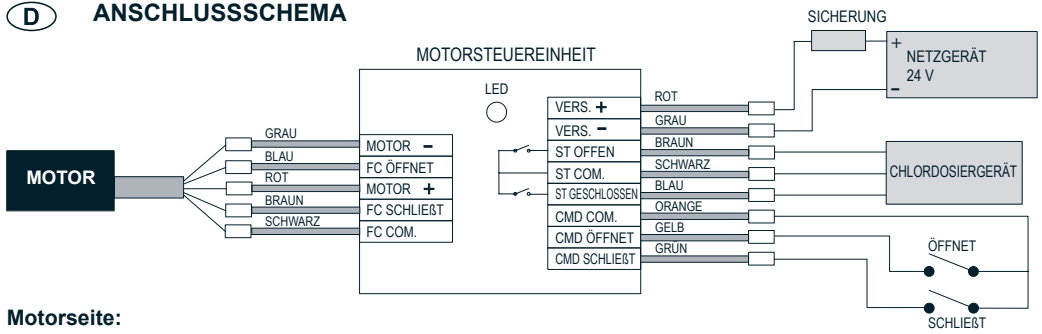 D ANSCHLUSSSCHEMA
SICHERUNG
+
NETZGERÄT
24 V
-
MOTORSTEUEREINHEIT
LED
MOTOR
GRAU
BLAU
ROT
BRAUN
SCHWARZ
MOTOR -
FC ÖFFNET
MOTOR +
FC SCHLIEßT
FC COM.
VERS. +
VERS. -
ST OFFEN
ST COM.
ST GESCHLOSSEN
CMD COM.
CMD ÖFFNET
CMD SCHLIEßT
ROT
GRAU
BRAUN
SCHWARZ
BLAU
ORANGE
GELB
GRÜN
CHLORDOSIERGERÄT
ÖFFNET
SCHLIEßT
Motorseite: